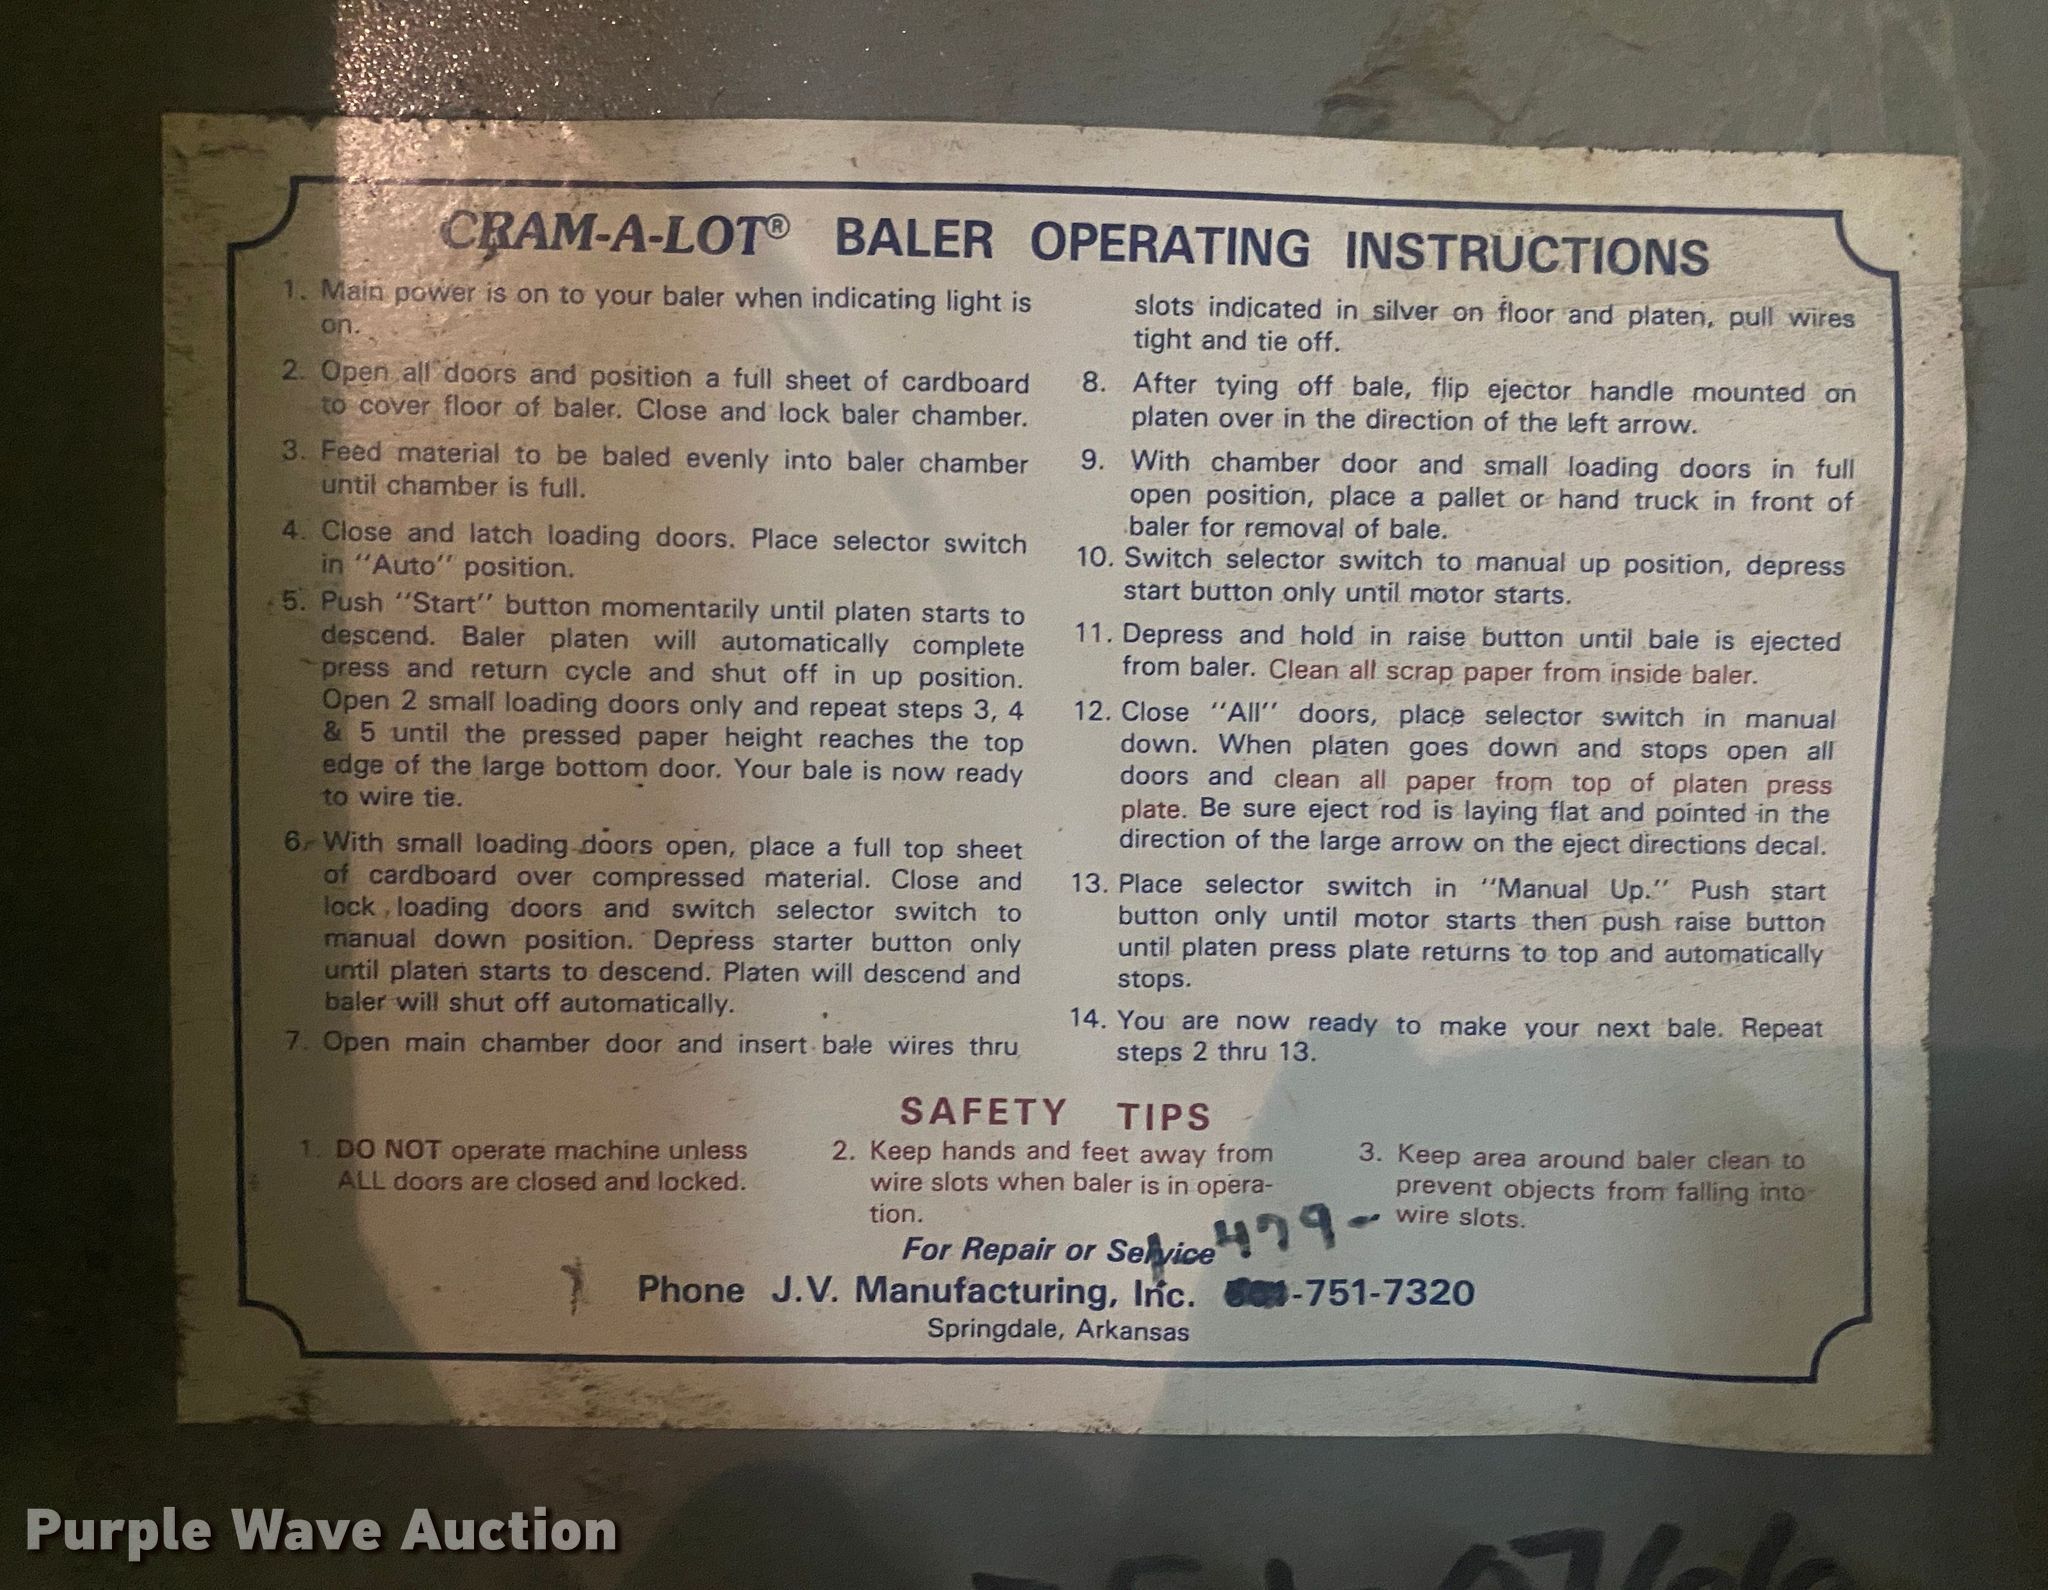 CRAM-A-LOT® BALER OPERATING INSTRUCTIONS
1. Main power is on to your baler when indicating light is
on.
2. Open all doors and position a full sheet of cardboard
to cover floor of baler. Close and lock baler chamber.
3. Feed material to be baled evenly into baler chamber
until chamber is full.
4. Close and latch loading doors. Place selector switch
in "Auto" position.
5. Push "Start" button momentarily until platen starts to
descend. Baler platen will automatically complete
press and return cycle and shut off in up position.
Open 2 small loading doors only and repeat steps 3, 4
& 5 until the pressed paper height reaches the top
edge of the large bottom door. Your bale is now ready
to wire tie.
6. With small loading doors open, place a full top sheet
of cardboard over compressed material. Close and
lock loading doors and switch selector switch to
manual down position. Depress starter button only
until platen starts to descend. Platen will descend and
baler will shut off automatically.
7. Open main chamber door and insert bale wires thru
slots indicated in silver on floor and platen, pull wires
tight and tie off.
8. After tying off bale, flip ejector handle mounted on
platen over in the direction of the left arrow.
9. With chamber door and small loading doors in full
open position, place a pallet or hand truck in front of
baler for removal of bale.
10. Switch selector switch to manual up position, depress
start button only until motor starts.
11. Depress and hold in raise button until bale is ejected
from baler. Clean all scrap paper from inside baler.
12. Close "All" doors, place selector switch in manual
down. When platen goes down and stops open all
doors and clean all paper from top of platen press
plate. Be sure eject rod is laying flat and pointed in the
direction of the large arrow on the eject directions decal.
13. Place selector switch in "Manual Up." Push start
button only until motor starts then push raise button
until platen press plate returns to top and automatically
stops.
14. You are now ready to make your next bale. Repeat
steps 2 thru 13.
SAFETY TIPS
1. DO NOT operate machine unless
ALL doors are closed and locked.
2. Keep hands and feet away from
wire slots when baler is in opera-
tion.
3. Keep area around baler clean to
prevent objects from falling into
wire slots.
For Repair or Service 479-
Phone J.V. Manufacturing, Inc. -751-7320
Springdale, Arkansas
Purple Wave Auction